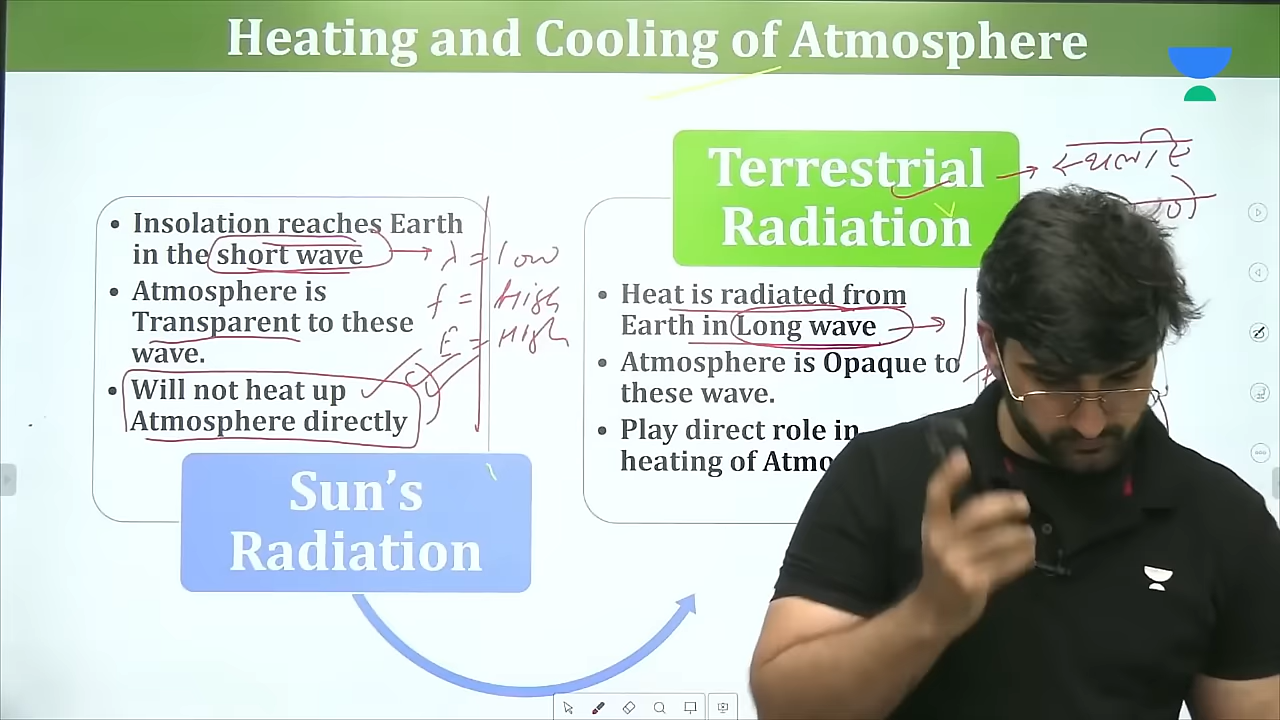 Heating and Cooling of Atmosphere
Insolation reaches Earth
in the short wave
Atmosphere is
Transparent to these
wave.
Will not heat up
Atmosphere directly
λ = low
f = High
E = High
Sun's
Radiation
Terrestrial
Radiation
Heat is radiated from
Earth in Long wave
Atmosphere is Opaque to
these wave.
Play direct role in
heating of Atmo